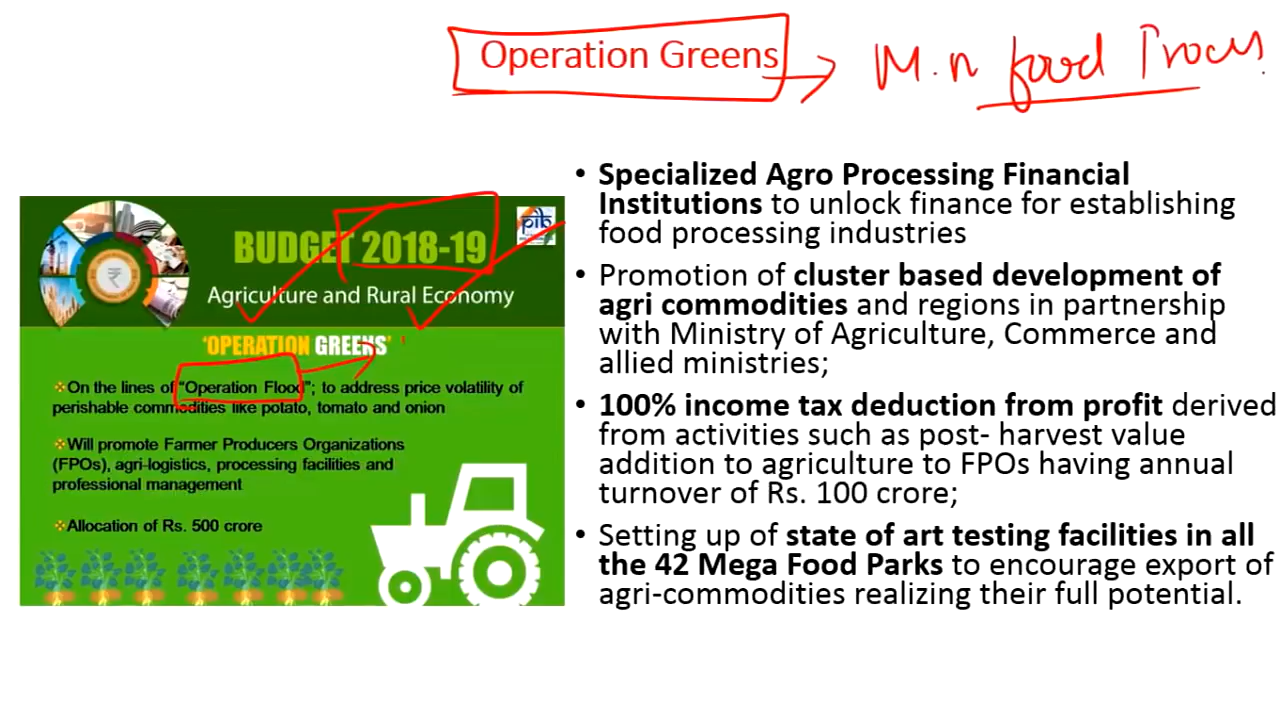 Operation Greens
M.n food Proces
• Specialized Agro Processing Financial
Institutions to unlock finance for establishing
food processing industries
• Promotion of cluster based development of
agri commodities and regions in partnership
with Ministry of Agriculture, Commerce and
allied ministries;
• 100% income tax deduction from profit derived
from activities such as post- harvest value
addition to agriculture to FPOs having annual
turnover of Rs. 100 crore;
• Setting up of state of art testing facilities in all
the 42 Mega Food Parks to encourage export of
agri-commodities realizing their full potential.
₹
pib
BUDGET 2018-19
Agriculture and Rural Economy
'OPERATION GREENS'
On the lines of "Operation Flood"; to address price volatility of
perishable commodities like potato, tomato and onion
Will promote Farmer Producers Organizations
(FPOs), agri-logistics, processing facilities and
professional management
Allocation of Rs. 500 crore